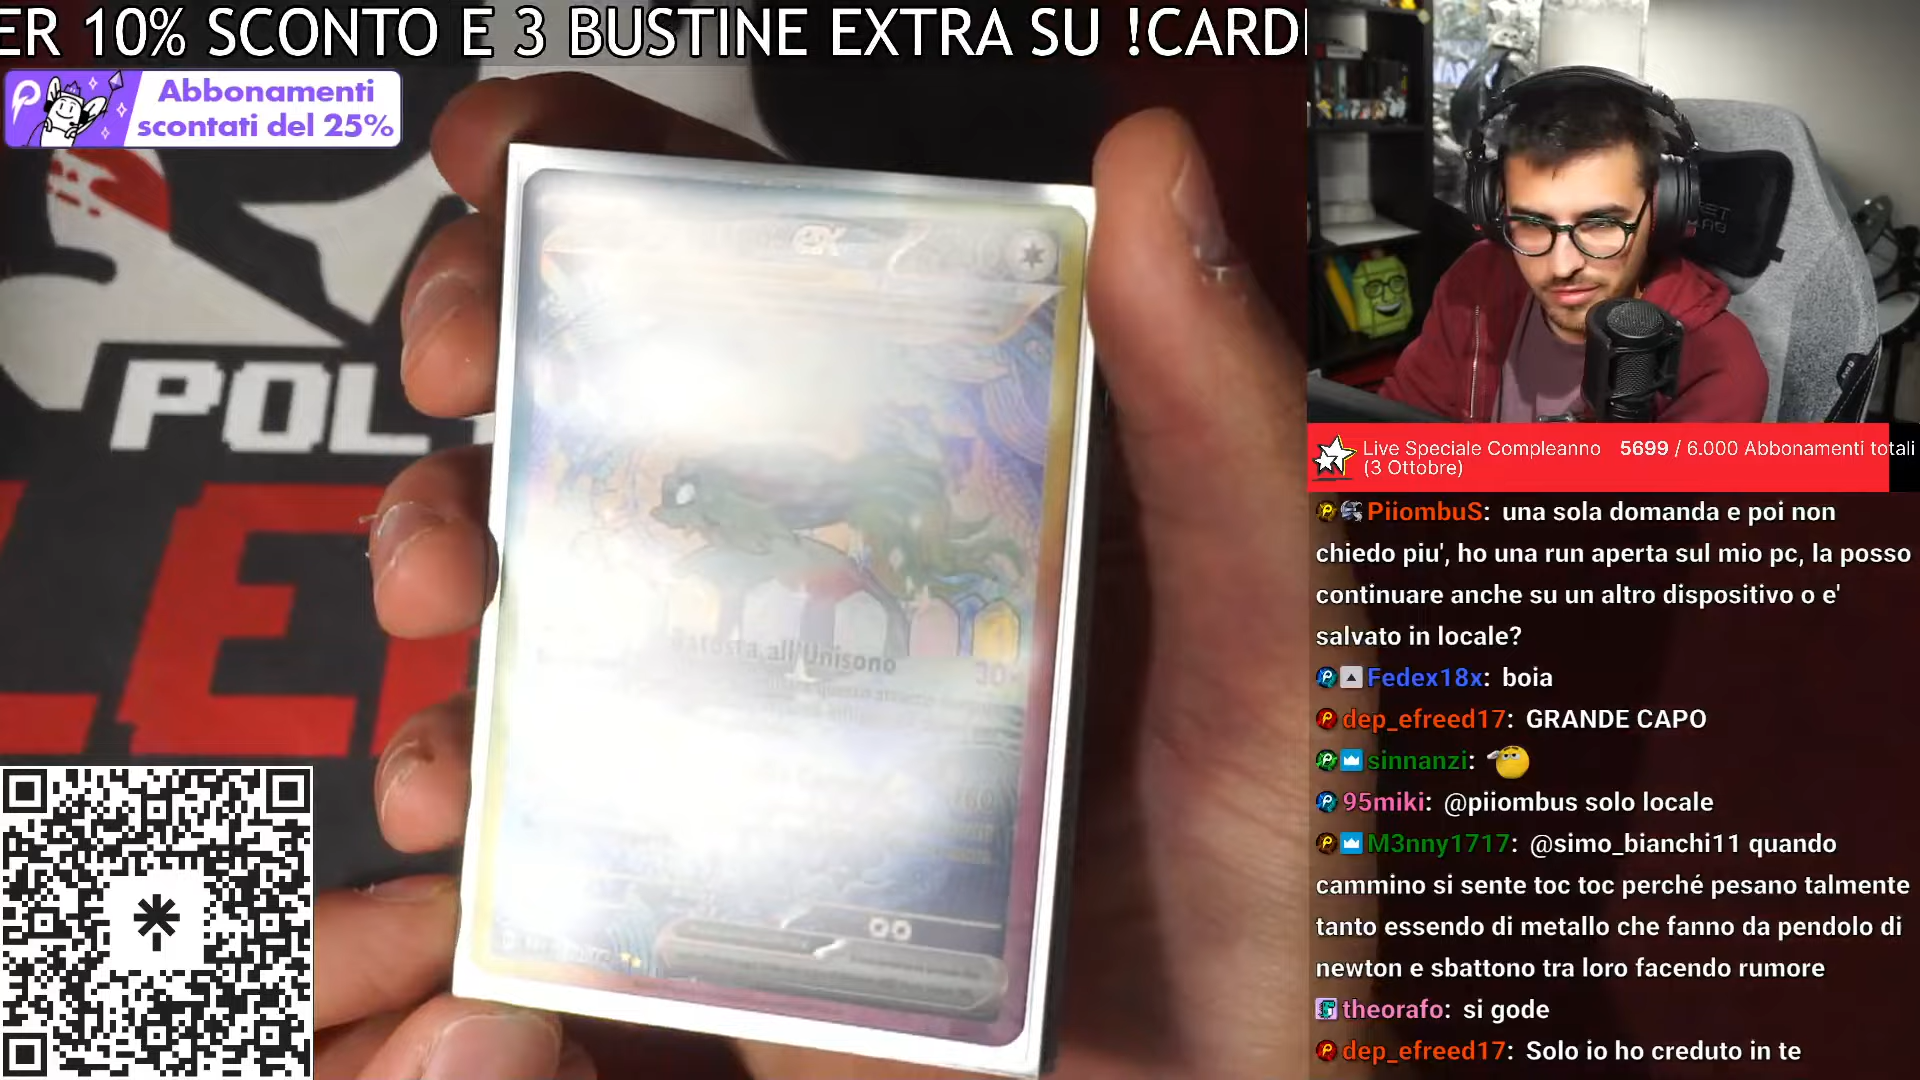 ER 10% SCONTO E 3 BUSTINE EXTRA SU !CARD
Abbonamenti
scontati del 25%
POL
LE
ex
all'Unisono
30
Live Speciale Compleanno 5699 / 6.000 Abbonamenti totali
(3 Ottobre)
PiiombuS: una sola domanda e poi non
chiedo piu', ho una run aperta sul mio pc, la posso
continuare anche su un altro dispositivo o e'
salvato in locale?
Fedex18x: boia
dep_efreed17: GRANDE CAPO
sinnanzi:
95miki: @piiombus solo locale
M3nny1717: @simo_bianchi11 quando
cammino si sente toc toc perché pesano talmente
tanto essendo di metallo che fanno da pendolo di
newton e sbattono tra loro facendo rumore
theorafo: si gode
dep_efreed17: Solo io ho creduto in te